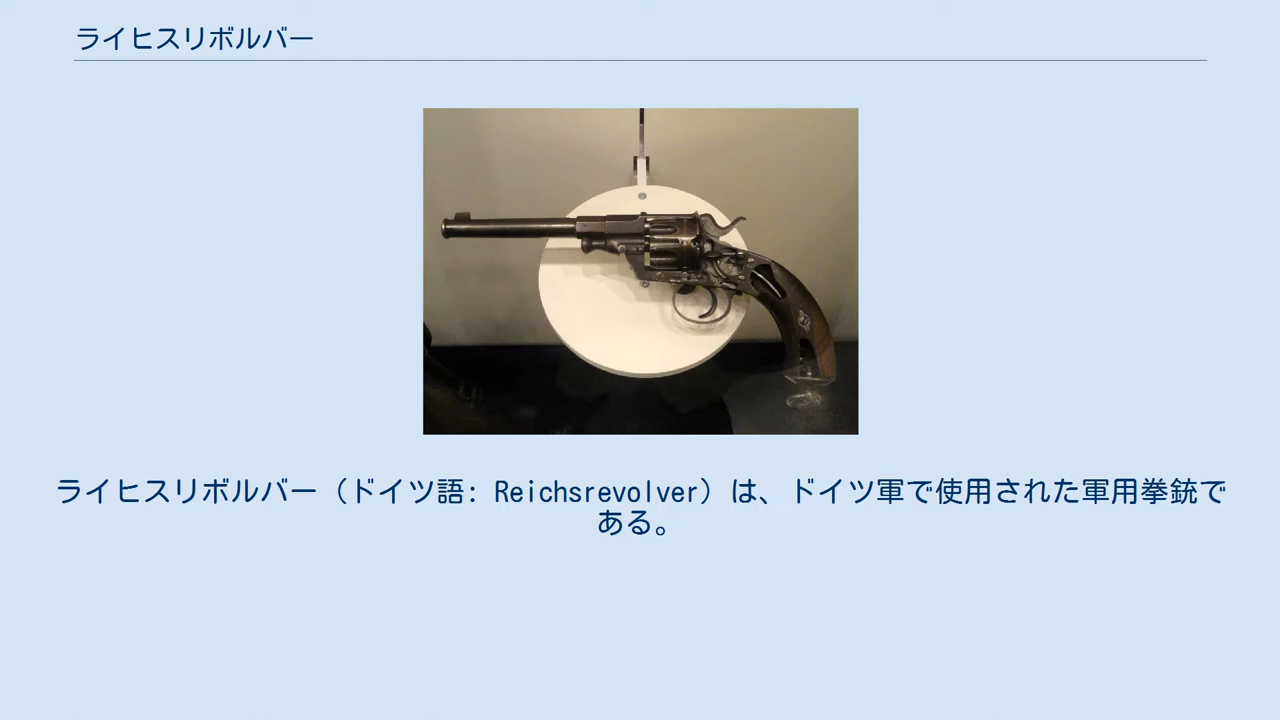 ライヒスリボルバー
ライヒスリボルバー（ドイツ語: Reichsrevolver）は、ドイツ軍で使用された軍用拳銃で
ある。